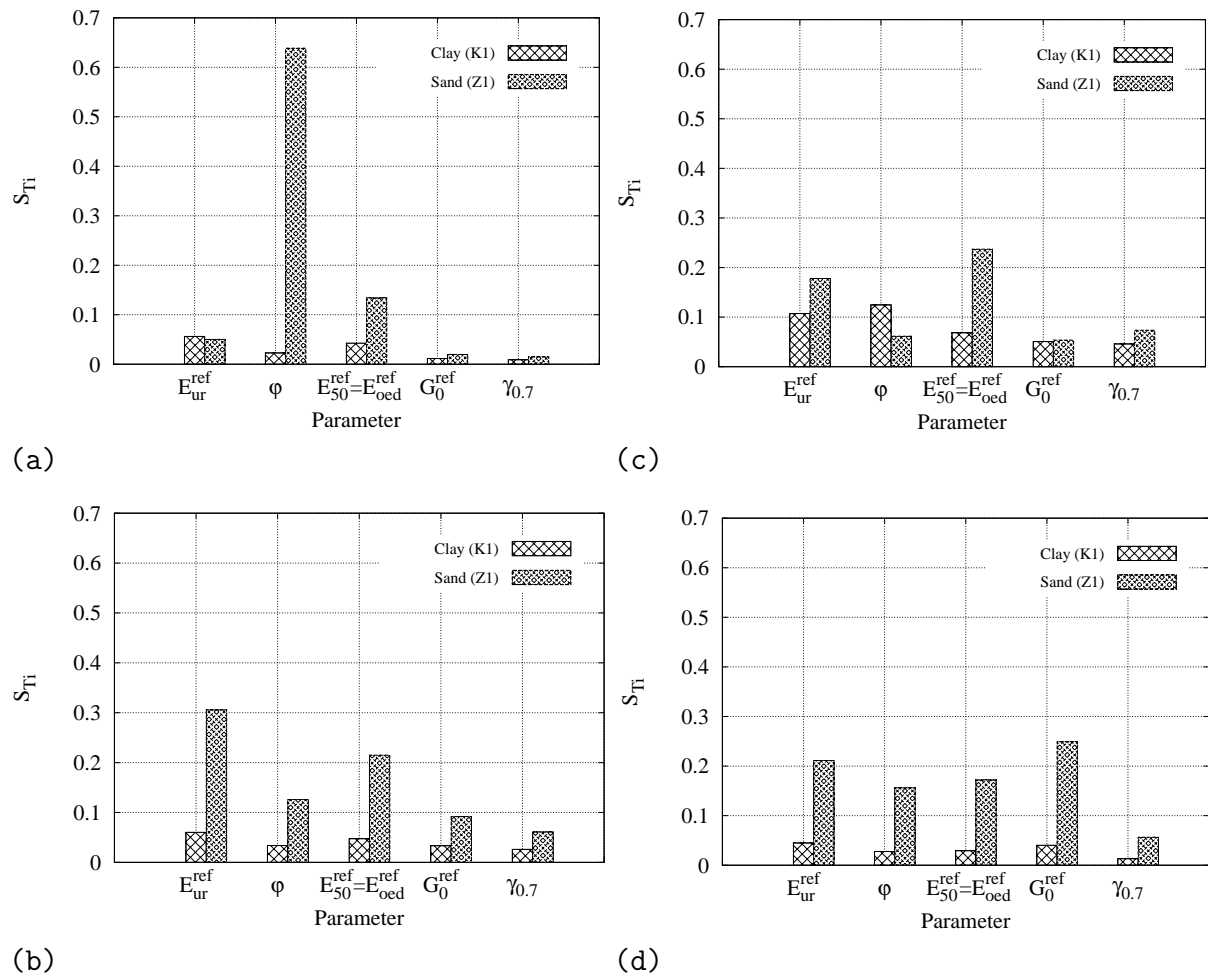 0.7
0.6
0.5
0.4
0.3
0.2
0.1
0
S_Ti
Clay (K1)
Sand (Z1)
E_ur^ref φ E_50^ref=E_oed^ref G_0^ref γ_0.7
Parameter
(a)
0.7
0.6
0.5
0.4
0.3
0.2
0.1
0
S_Ti
Clay (K1)
Sand (Z1)
E_ur^ref φ E_50^ref=E_oed^ref G_0^ref γ_0.7
Parameter
(c)
0.7
0.6
0.5
0.4
0.3
0.2
0.1
0
S_Ti
Clay (K1)
Sand (Z1)
E_ur^ref φ E_50^ref=E_oed^ref G_0^ref γ_0.7
Parameter
(b)
0.7
0.6
0.5
0.4
0.3
0.2
0.1
0
S_Ti
Clay (K1)
Sand (Z1)
E_ur^ref φ E_50^ref=E_oed^ref G_0^ref γ_0.7
Parameter
(d)